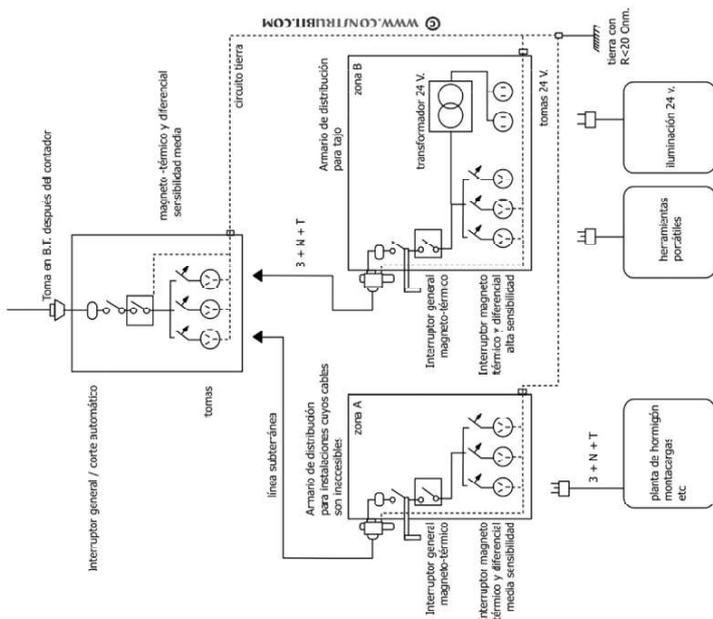 © WWW.CONSTRUBIT.COM
Toma en B.T. después del contador
Interruptor general / corte automático
magneto-térmico y diferencial
sensibilidad media
tomas
circuito tierra
línea subterránea
3 + N + T
Armario de distribución
para instalaciones cuyos cables
son inaccesibles
zona A
Interruptor general
magneto-térmico
Interruptor magneto
térmico y diferencial
media sensibilidad
Armario de distribución
para tajo
zona B
transformador 24 V.
Interruptor general
magneto-térmico
Interruptor magneto
térmico y diferencial
alta sensibilidad
tomas 24 V.
tierra con
R<20 Onm.
3 + N + T
planta de hormigón
montacargas
etc
herramientas
portátiles
iluminación 24 v.